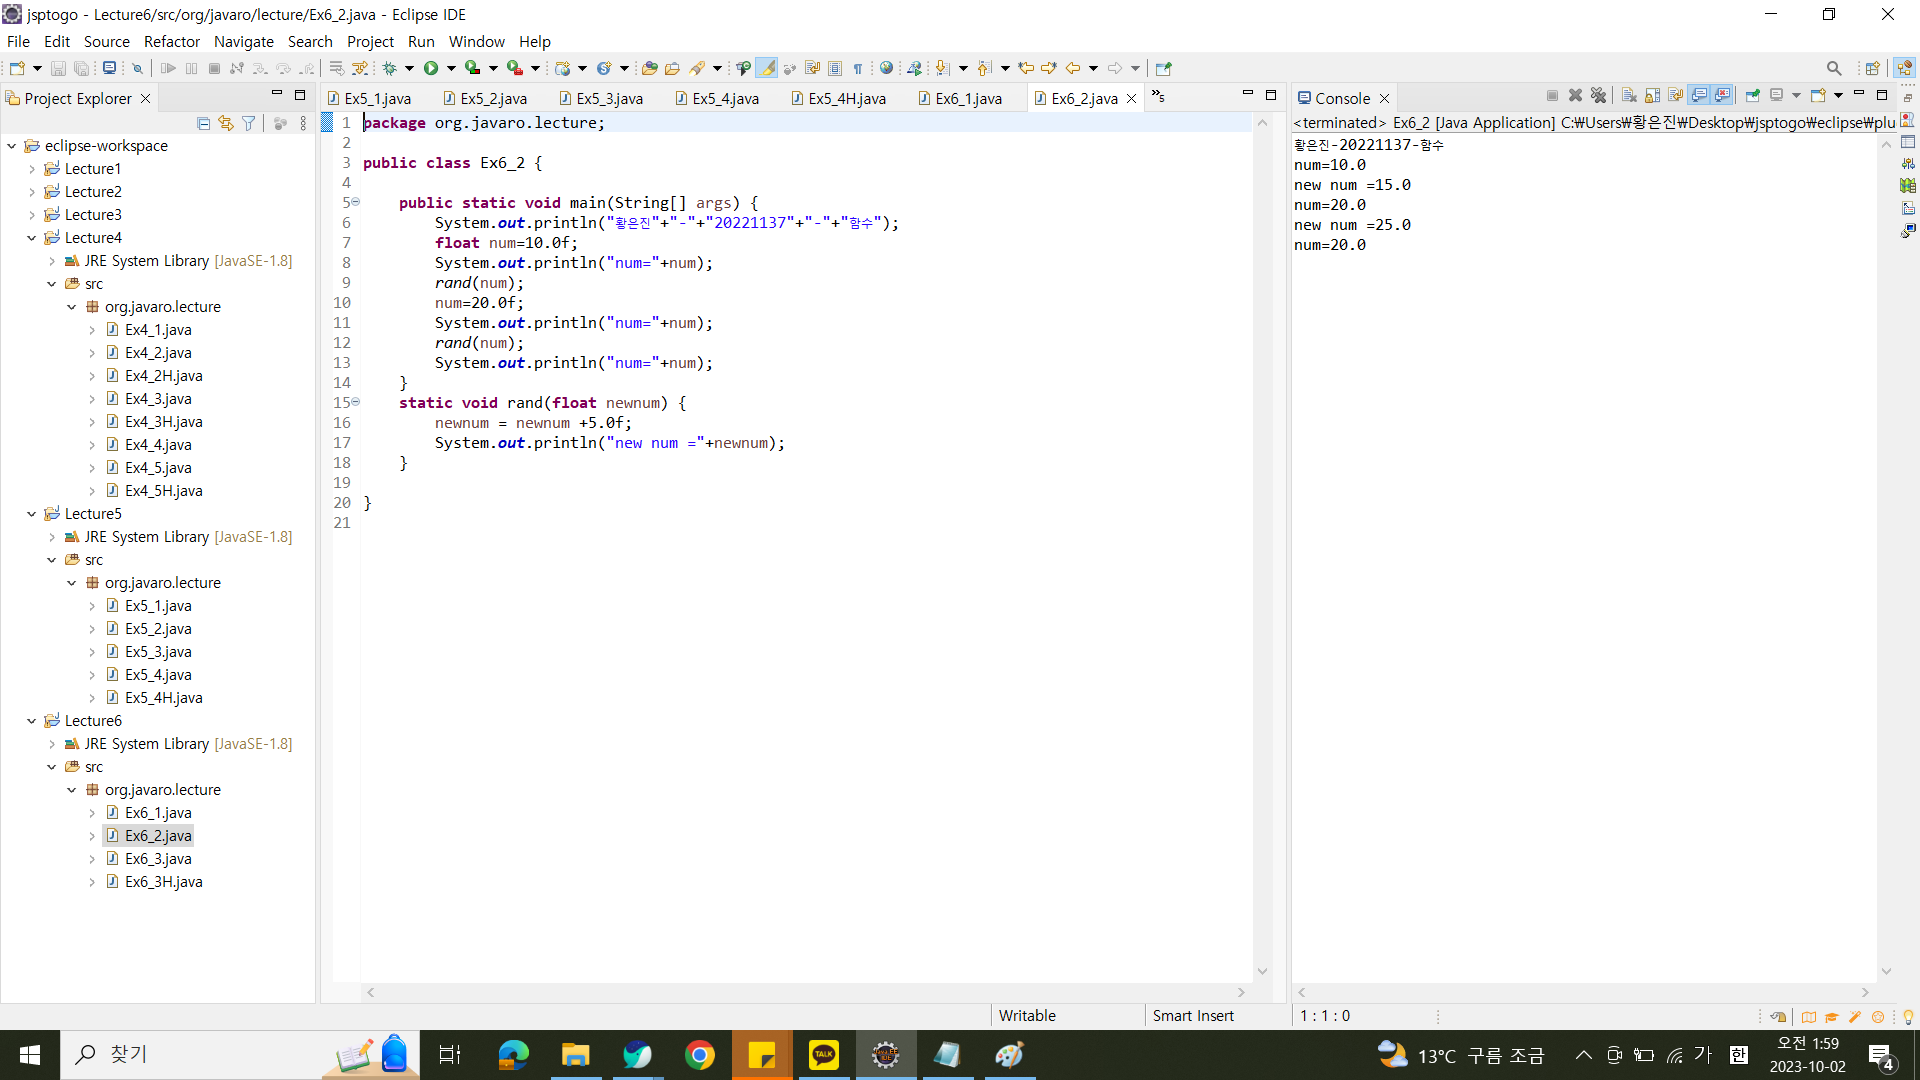 jsptogo - Lecture6/src/org/javaro/lecture/Ex6_2.java - Eclipse IDE
File Edit Source Refactor Navigate Search Project Run Window Help
Project Explorer
eclipse-workspace
Lecture1
Lecture2
Lecture3
Lecture4
JRE System Library [JavaSE-1.8]
src
org.javaro.lecture
Ex4_1.java
Ex4_2.java
Ex4_2H.java
Ex4_3.java
Ex4_3H.java
Ex4_4.java
Ex4_5.java
Ex4_5H.java
Lecture5
JRE System Library [JavaSE-1.8]
src
org.javaro.lecture
Ex5_1.java
Ex5_2.java
Ex5_3.java
Ex5_4.java
Ex5_4H.java
Lecture6
JRE System Library [JavaSE-1.8]
src
org.javaro.lecture
Ex6_1.java
Ex6_2.java
Ex6_3.java
Ex6_3H.java
Ex5_1.java Ex5_2.java Ex5_3.java Ex5_4.java Ex5_4H.java Ex6_1.java Ex6_2.java »5
1 package org.javaro.lecture;
2
3 public class Ex6_2 {
4
5 public static void main(String[] args) {
6 System.out.println("황은진"+"-"+"20221137"+"-"+"함수");
7 float num=10.0f;
8 System.out.println("num="+num);
9 rand(num);
10 num=20.0f;
11 System.out.println("num="+num);
12 rand(num);
13 System.out.println("num="+num);
14 }
15 static void rand(float newnum) {
16 newnum = newnum +5.0f;
17 System.out.println("new num ="+newnum);
18 }
19
20 }
21
Console
<terminated> Ex6_2 [Java Application] C:₩Users₩황은진₩Desktop₩jsptogo₩eclipse₩plu
황은진-20221137-함수
num=10.0
new num =15.0
num=20.0
new num =25.0
num=20.0
Writable Smart Insert 1 : 1 : 0
찾기
TALK
13°C 구름 조금
가 한
오전 1:59
2023-10-02
4